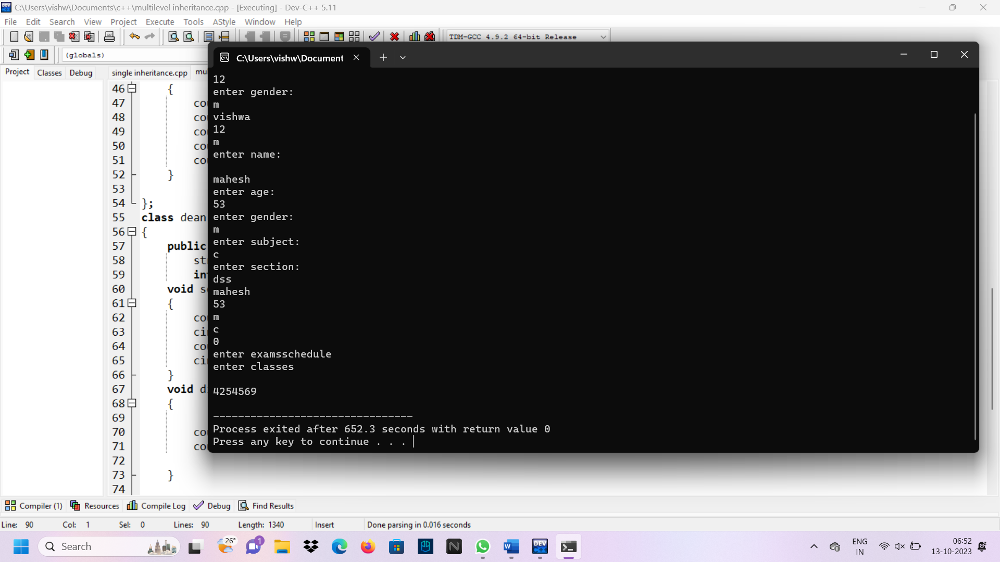 C:\Users\vishw\Documents\c++\multilevel inheritance.cpp - [Executing] - Dev-C++ 5.11
File Edit Search View Project Execute Tools AStyle Window Help
TDM-GCC 4.9.2 64-bit Release
(globals)
Project Classes Debug
single inheritance.cpp mu
46 {
47 co
48 co
49 co
50 co
51 co
52 }
53
54 };
55 class dean
56 {
57 public
58 st
59 int
60 void s
61 {
62 co
63 ci
64 co
65 ci
66 }
67 void d
68 {
69
70 co
71 co
72
73 }
74
C:\Users\vishw\Document
12
enter gender:
m
vishwa
12
m
enter name:
mahesh
enter age:
53
enter gender:
m
enter subject:
c
enter section:
dss
mahesh
53
m
c
0
enter examsschedule
enter classes
4254569
--------------------------------
Process exited after 652.3 seconds with return value 0
Press any key to continue . . .
Compiler (1) Resources Compile Log Debug Find Results
Line: 90 Col: 1 Sel: 0 Lines: 90 Length: 1340 Insert Done parsing in 0.016 seconds
Search
26°
1
DEV C++
ENG
IN
06:52
13-10-2023